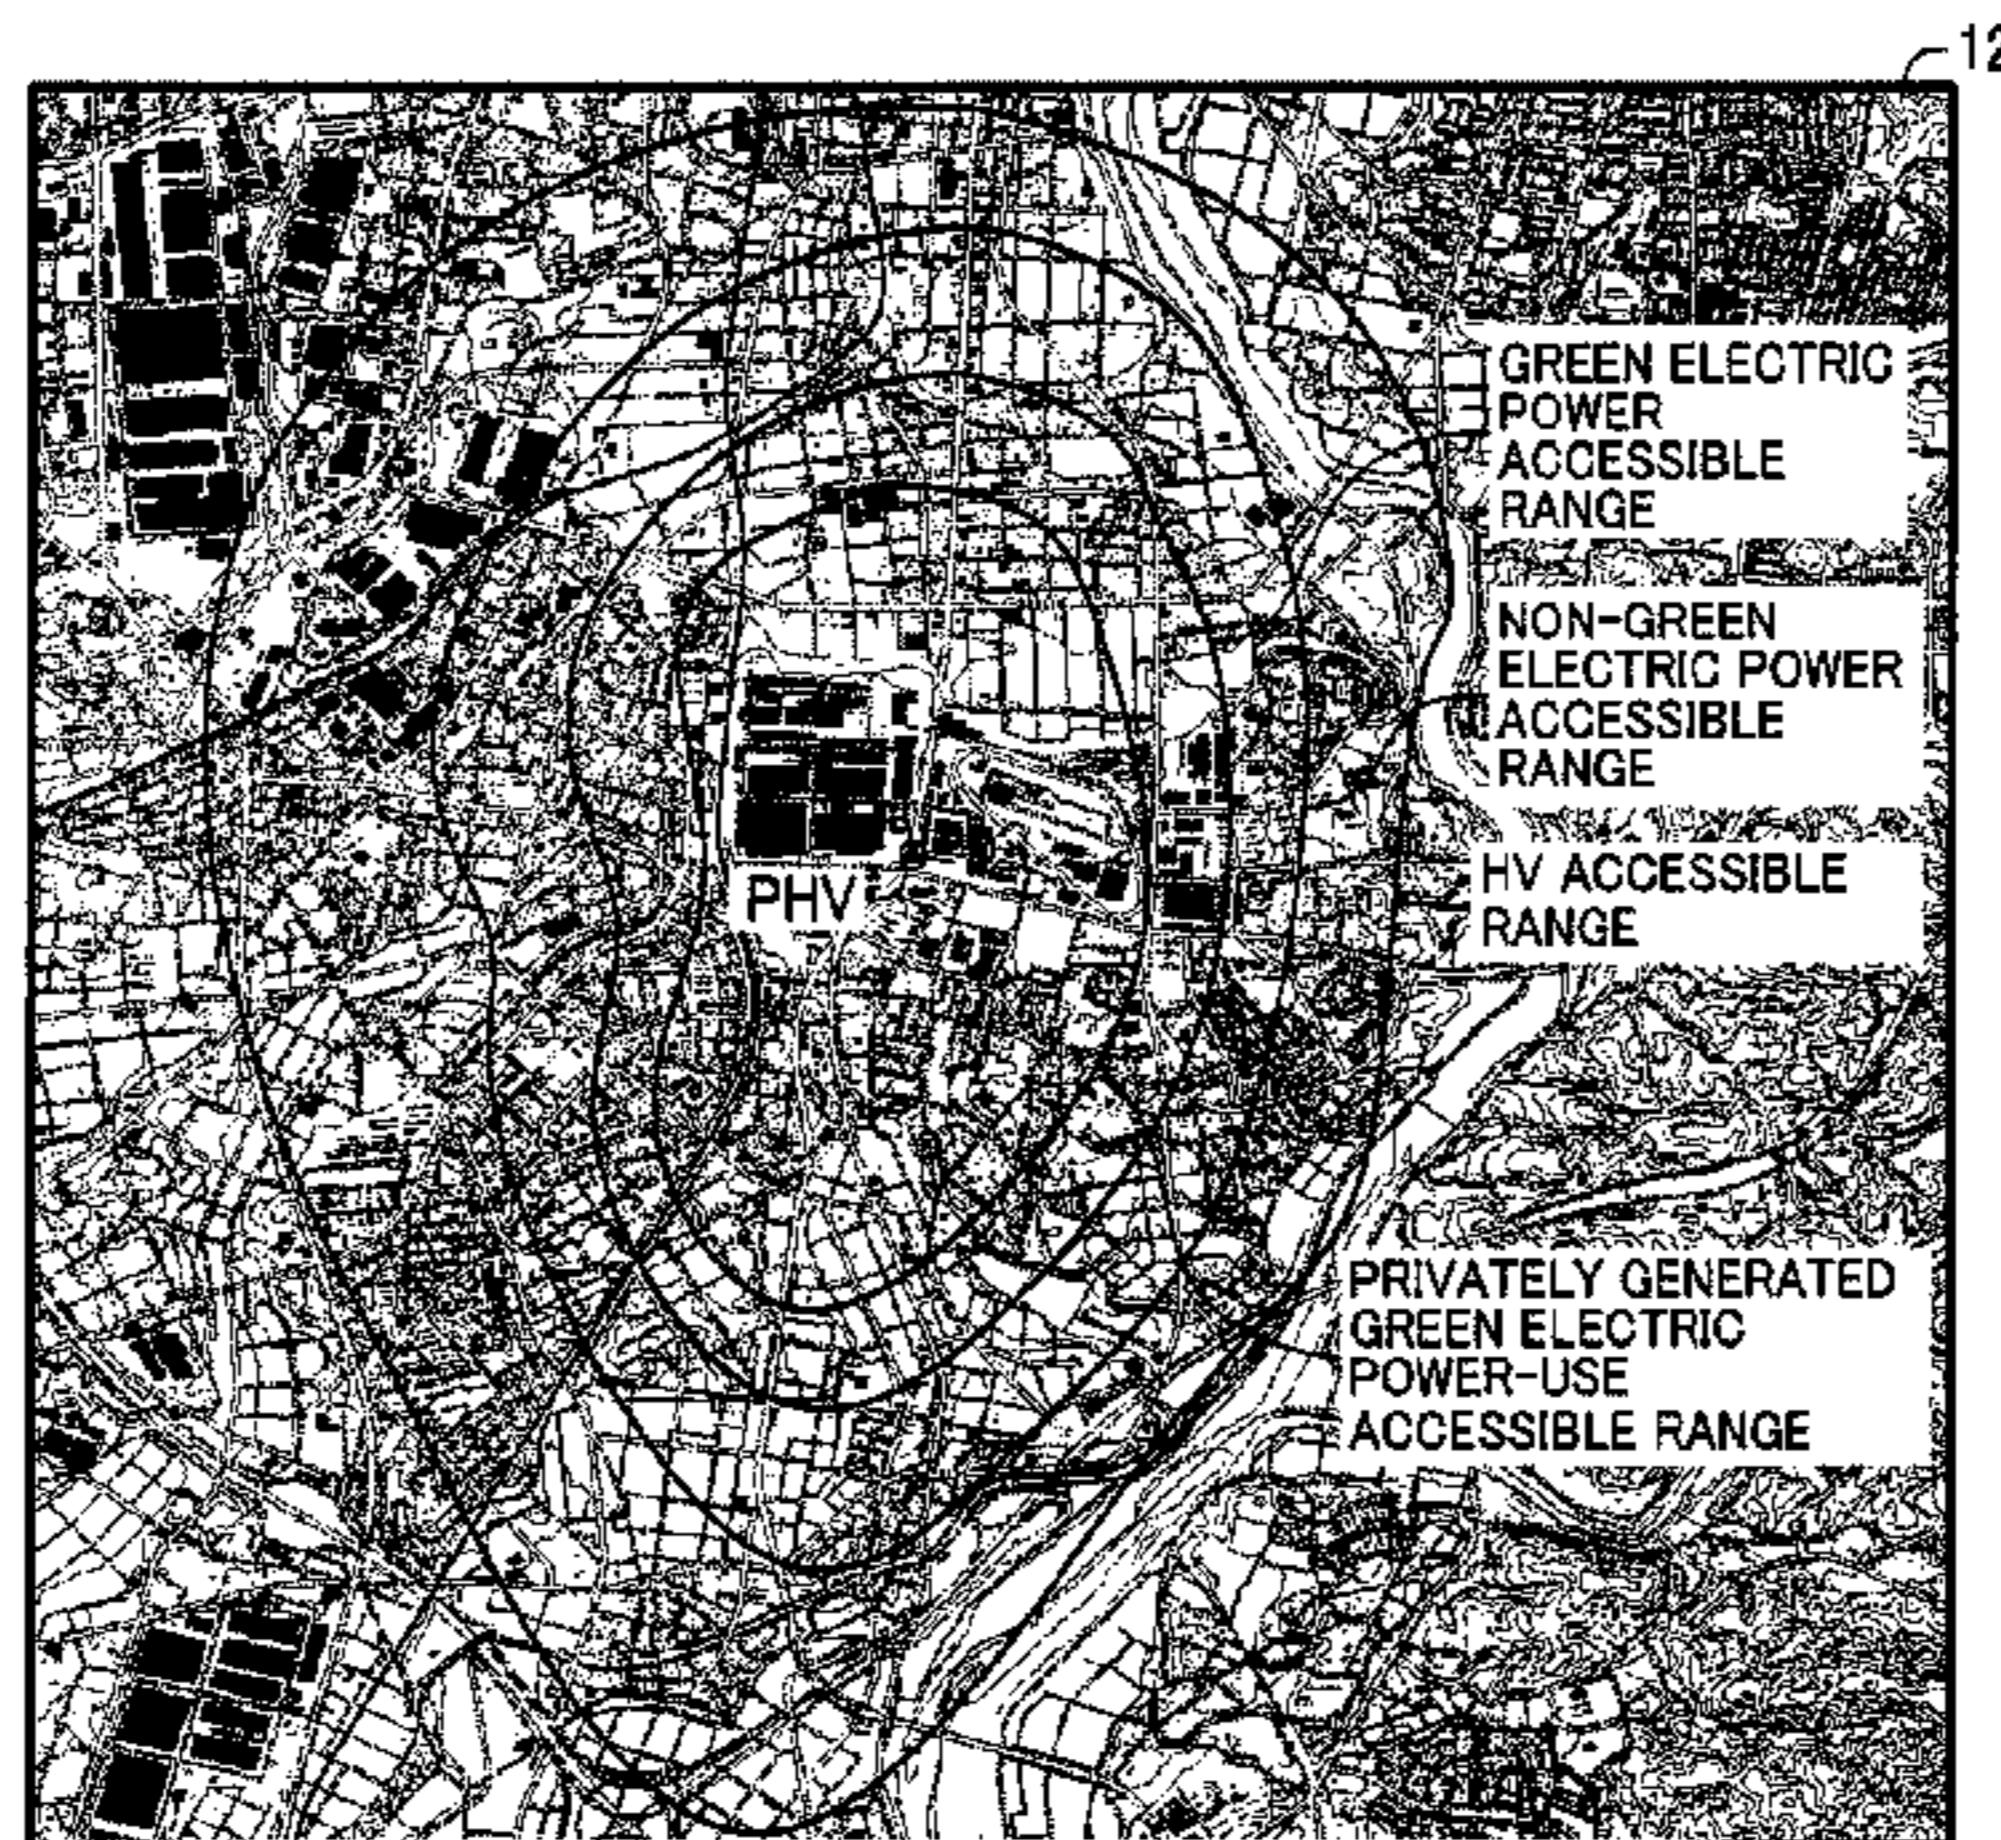 12
GREEN ELECTRIC
POWER
ACCESSIBLE
RANGE
NON-GREEN
ELECTRIC POWER
ACCESSIBLE
RANGE
PHV
HV ACCESSIBLE
RANGE
PRIVATELY GENERATED
GREEN ELECTRIC
POWER-USE
ACCESSIBLE RANGE